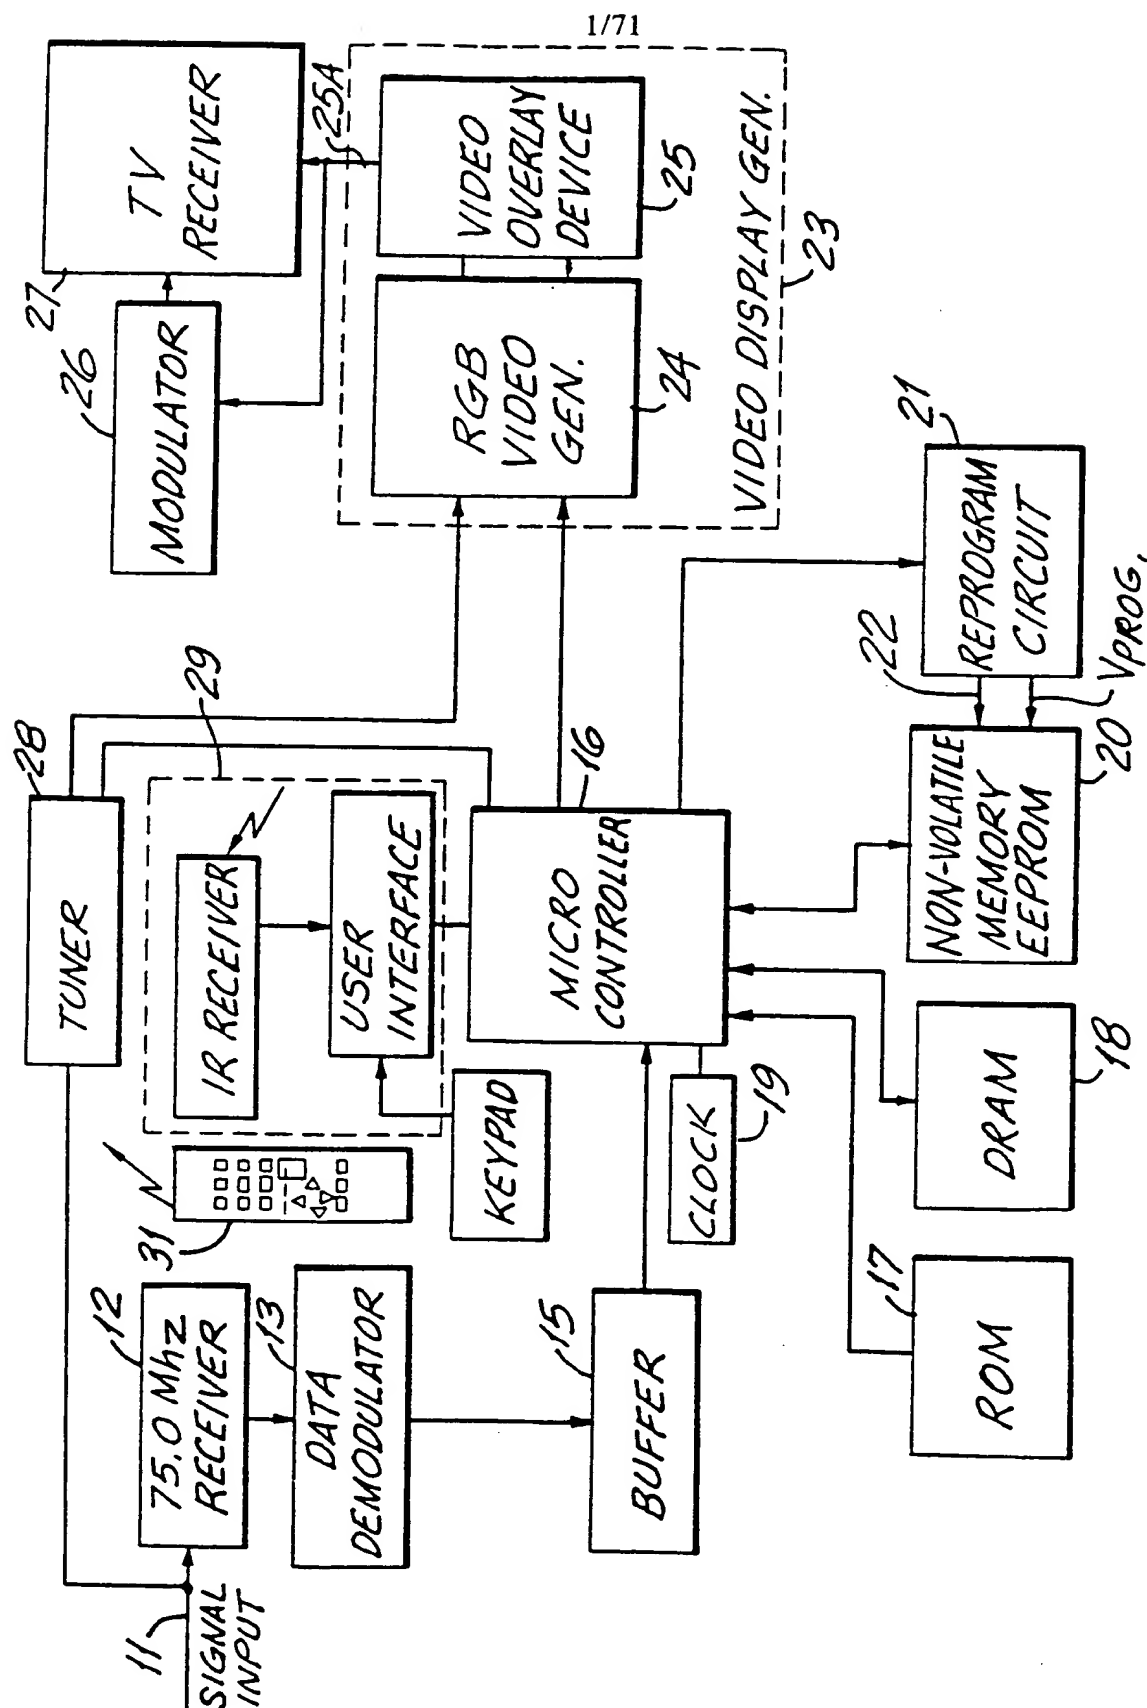 1/71
11
SIGNAL
INPUT
12
75.0 Mhz
RECEIVER
13
DATA
DEMODULATOR
15
BUFFER
28
TUNER
31
29
IR RECEIVER
USER
INTERFACE
KEYPAD
16
MICRO
CONTROLLER
CLOCK
19
17
ROM
DRAM
18
NON-VOLATILE
MEMORY
EEPROM
20
22
VPROG.
21
REPROGRAM
CIRCUIT
26
MODULATOR
27
TV
RECEIVER
25A
RGB
VIDEO
GEN.
24
VIDEO
OVERLAY
DEVICE
25
VIDEO DISPLAY GEN.
23